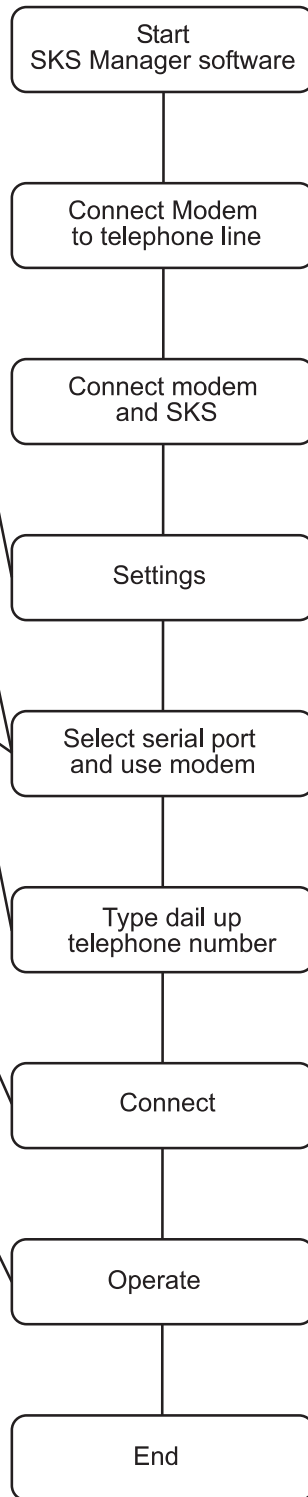 Start
SKS Manager software
Connect Modem
to telephone line
Connect modem
and SKS
Settings
Select serial port
and use modem
Type dail up
telephone number
Connect
Operate
End